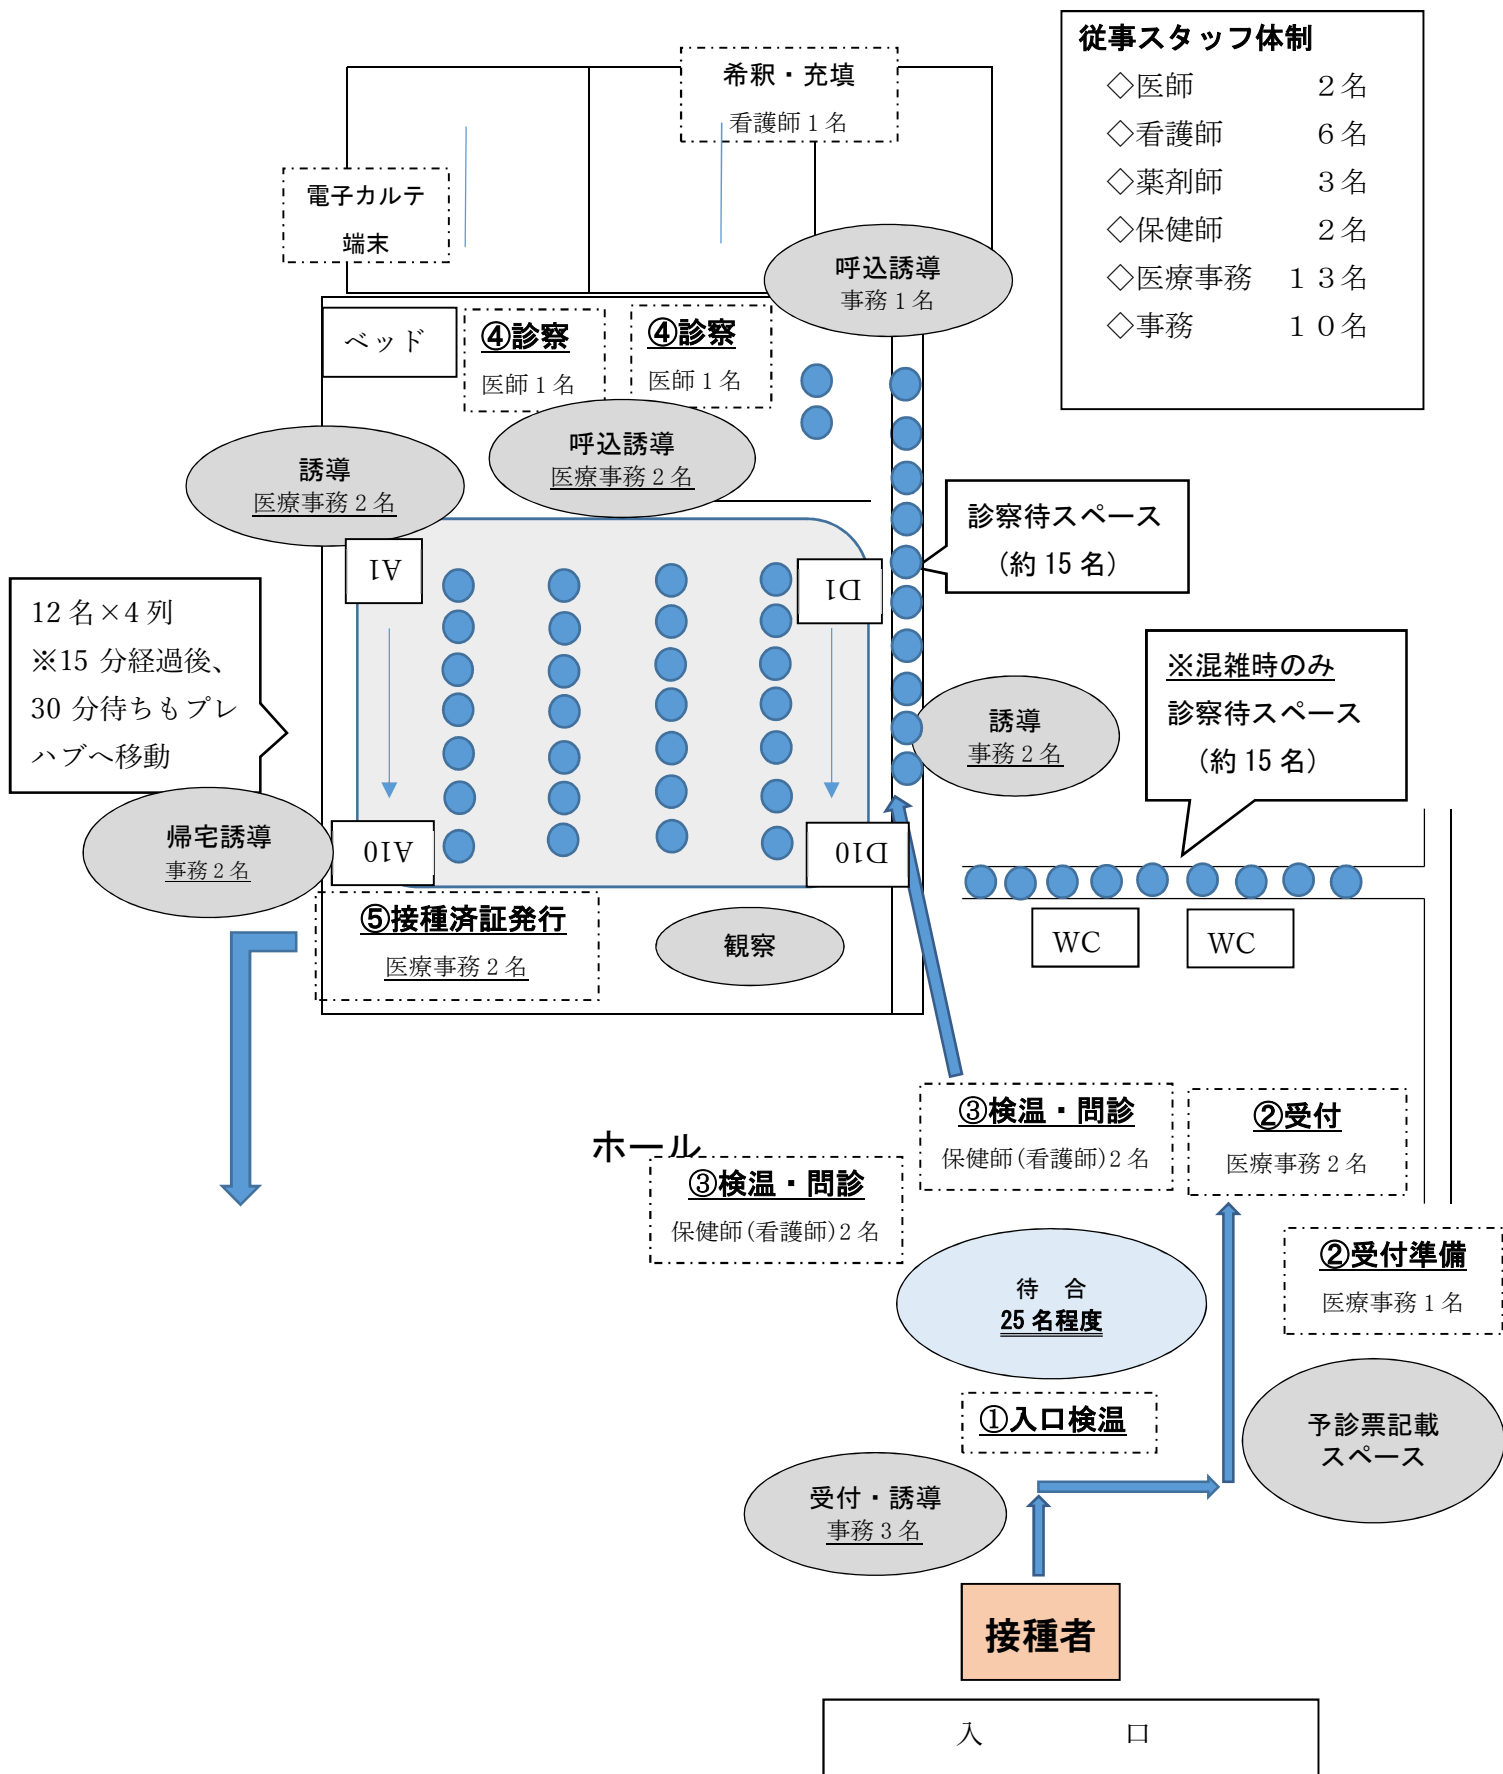 従事スタッフ体制
◇医師 2名
◇看護師 6名
◇薬剤師 3名
◇保健師 2名
◇医療事務 13名
◇事務 10名
希釈・充填
看護師1名
電子カルテ
端末
呼込誘導
事務1名
ベッド
④診察
医師1名
④診察
医師1名
誘導
医療事務2名
呼込誘導
医療事務2名
診察待スペース
（約15名）
A1
D1
12名×4列
※15分経過後、
30分待ちもプレ
ハブへ移動
※混雑時のみ
診察待スペース
（約15名）
誘導
事務2名
帰宅誘導
事務2名
A10
D10
⑤接種済証発行
医療事務2名
観察
WC
WC
ホール
③検温・問診
保健師(看護師)2名
②受付
医療事務2名
③検温・問診
保健師(看護師)2名
②受付準備
医療事務1名
待 合
25名程度
①入口検温
予診票記載
スペース
受付・誘導
事務3名
接種者
入 口